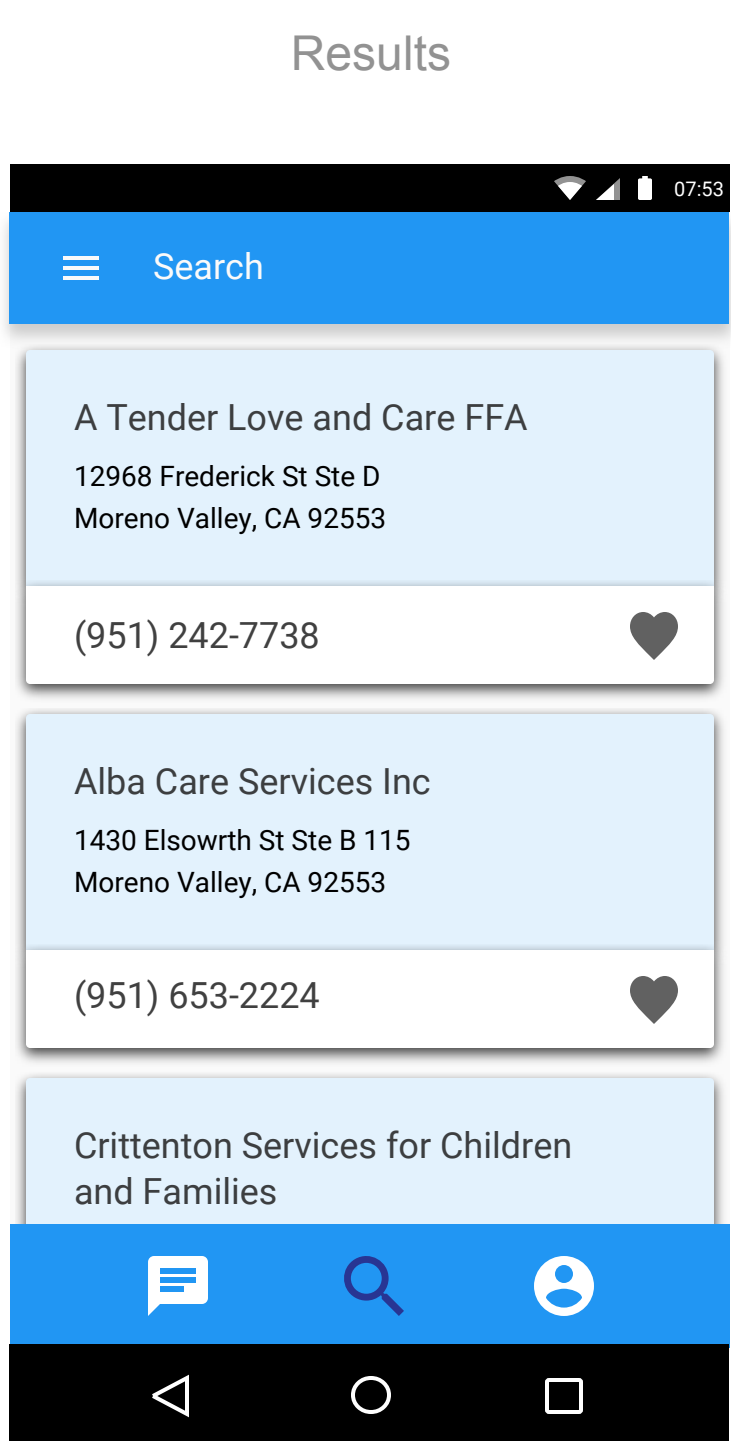 Results
07:53
Search
A Tender Love and Care FFA
12968 Frederick St Ste D
Moreno Valley, CA 92553
(951) 242-7738
Alba Care Services Inc
1430 Elsowrth St Ste B 115
Moreno Valley, CA 92553
(951) 653-2224
Crittenton Services for Children
and Families